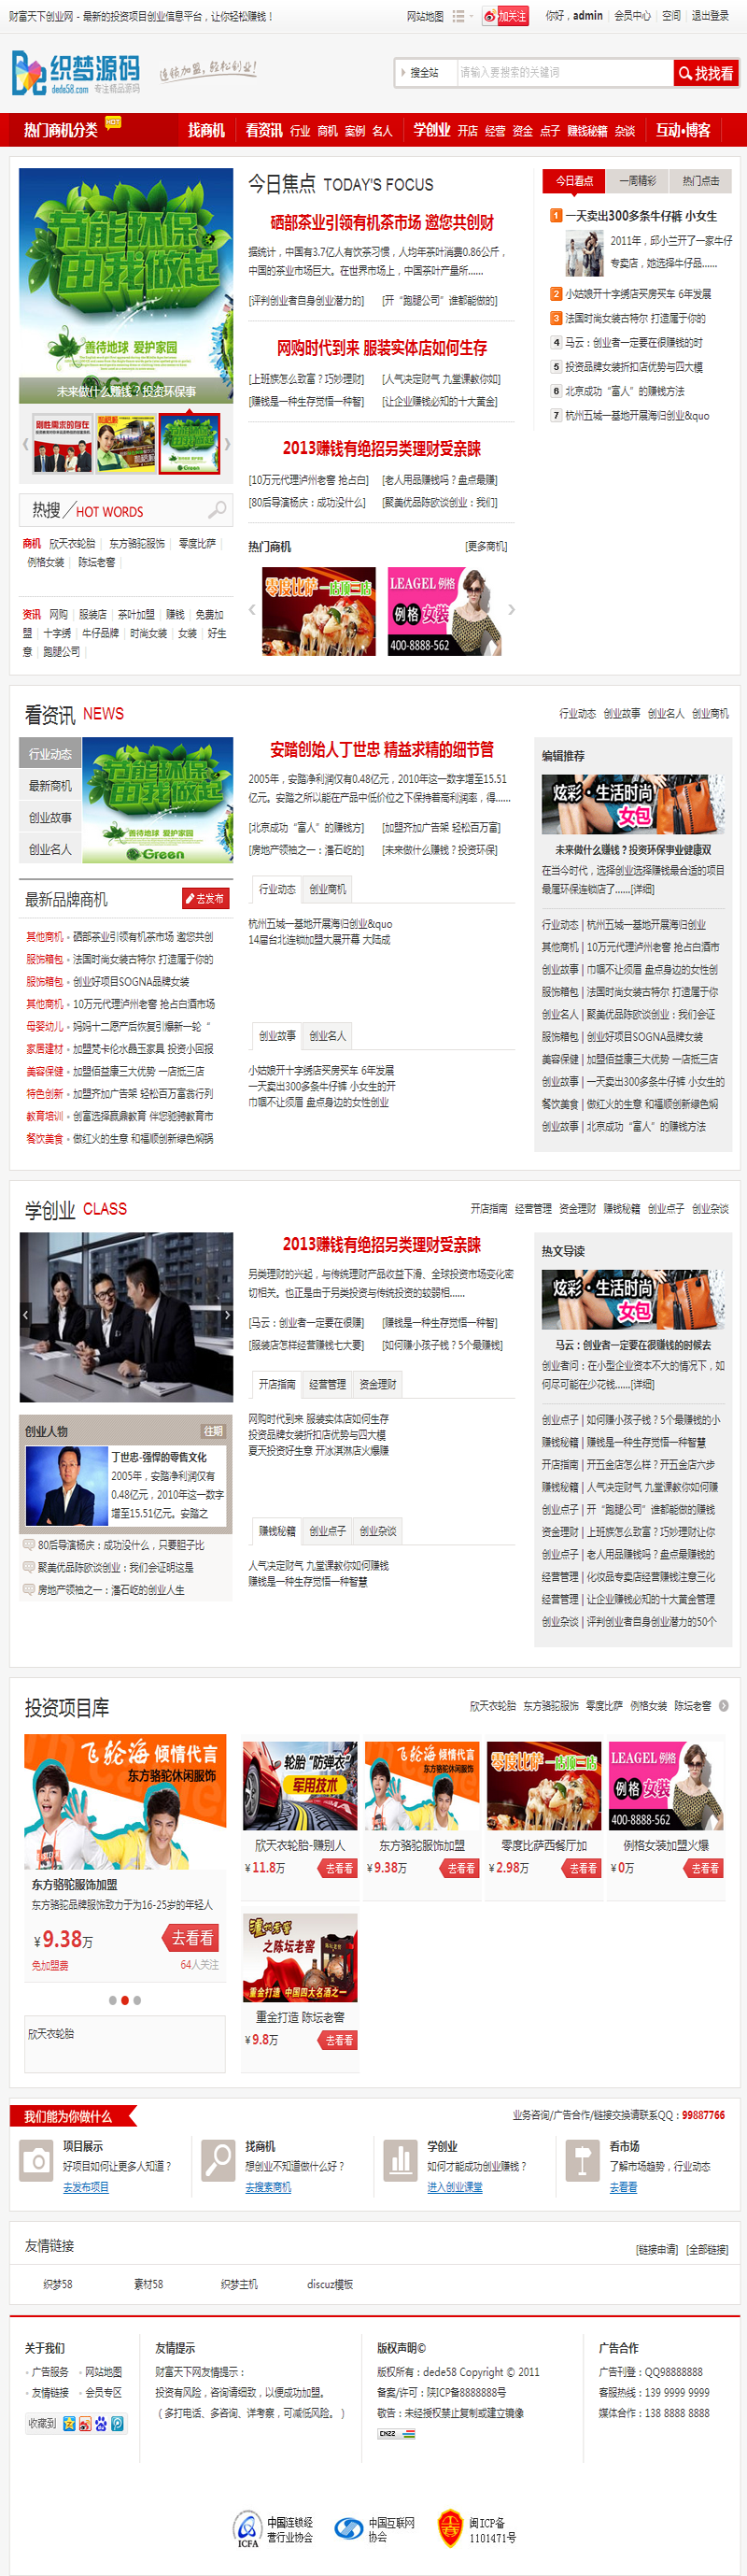 财富天下创业网 - 最新的投资项目创业信息平台，让你轻松赚钱！
网站地图
加关注
你好，admin | 会员中心 | 空间 | 退出登录
织梦源码
dede58.com 专注精品源码
连锁加盟，轻松创业！
搜全站
请输入要搜索的关键词
找找看
热门商机分类
HOT
找商机
看资讯 行业 商机 案例 名人
学创业 开店 经营 资金 点子 赚钱秘籍 杂谈
互动·博客
节能环保
由我做起
善待地球 爱护家园
Green
未来做什么赚钱？投资环保事
刚性需求的存在
热搜/HOT WORDS
商机 欣天衣轮胎 | 东方骆驼服饰 | 零度比萨 |
例格女装 | 陈坛老窖 |
资讯 网购 | 服装店 | 茶叶加盟 | 赚钱 | 免费加
盟 | 十字绣 | 牛仔品牌 | 时尚女装 | 女装 | 好生
意 | 跑腿公司 |
今日焦点 TODAY'S FOCUS
硒部茶业引领有机茶市场 邀您共创财
据统计，中国有3.7亿人有饮茶习惯，人均年茶叶消费0.86公斤，
中国的茶业市场巨大。在世界市场上，中国茶叶产量所......
[评判创业者自身创业潜力的] [开“跑腿公司”谁都能做的]
网购时代到来 服装实体店如何生存
[上班族怎么致富？巧妙理财] [人气决定财气 九堂课教你如]
[赚钱是一种生存觉悟一种智] [让企业赚钱必知的十大黄金]
2013赚钱有绝招另类理财受亲睐
[10万元代理泸州老窖 抢占白] [老人用品赚钱吗？盘点最赚]
[80后导演杨庆：成功没什么] [聚美优品陈欧谈创业：我们]
热门商机
[更多商机]
零度比萨 一店顶三店
LEAGEL 例格
例格女装
400-8888-562
今日看点 一周精彩 热门点击
1 一天卖出300多条牛仔裤 小女生
2011年，邱小兰开了一家牛仔
专卖店，她选择牛仔品......
2 小姑娘开十字绣店买房买车 6年发展
3 法国时尚女装古特尔 打造属于你的
4 马云：创业者一定要在很赚钱的时
5 投资品牌女装折扣店优势与四大模
6 北京成功“富人”的赚钱方法
7 杭州五城一基地开展海归创业&quo
看资讯 NEWS
行业动态 创业故事 创业名人 创业商机
行业动态
最新商机
创业故事
创业名人
节能环保
由我做起
善待地球 爱护家园
Green
最新品牌商机
去发布
其他商机 • 硒部茶业引领有机茶市场 邀您共创
服饰箱包 • 法国时尚女装古特尔 打造属于你的
服饰箱包 • 创业好项目SOGNA品牌女装
其他商机 • 10万元代理泸州老窖 抢占白酒市场
母婴幼儿 • 妈妈十二愿产后恢复引爆新一轮“
家居建材 • 加盟梵卡伦水晶玉家具 投资小回报
美容保健 • 加盟佰益康三大优势 一店抵三店
特色创新 • 加盟齐加广告架 轻松百万富翁行列
教育培训 • 创富选择原鼎教育 伴您驰骋教育市
餐饮美食 • 做红火的生意 和福顺创新绿色焖锅
安踏创始人丁世忠 精益求精的细节管
2005年，安踏净利润仅有0.48亿元，2010年这一数字增至15.51
亿元。安踏之所以能在产品中低价位之下保持着高利润率，得......
[北京成功“富人”的赚钱方] [加盟齐加广告架 轻松百万富]
[房地产领袖之一：潘石屹的] [未来做什么赚钱？投资环保]
行业动态 创业商机
杭州五城一基地开展海归创业&quo
14届台北连锁加盟大展开幕 大陆成
创业故事 创业名人
小姑娘开十字绣店买房买车 6年发展
一天卖出300多条牛仔裤 小女生的开
巾帼不让须眉 盘点身边的女性创业
编辑推荐
炫彩·生活时尚
女包
未来做什么赚钱？投资环保事业健康双
在当今时代，选择创业选择赚钱最合适的项目
最属环保连锁店了......[详细]
行业动态 | 杭州五城一基地开展海归创业
其他商机 | 10万元代理泸州老窖 抢占白酒市
创业故事 | 巾帼不让须眉 盘点身边的女性创
服饰箱包 | 法国时尚女装古特尔 打造属于你
创业名人 | 聚美优品陈欧谈创业：我们会证
服饰箱包 | 创业好项目SOGNA品牌女装
美容保健 | 加盟佰益康三大优势 一店抵三店
创业故事 | 一天卖出300多条牛仔裤 小女生的
餐饮美食 | 做红火的生意 和福顺创新绿色焖
创业故事 | 北京成功“富人”的赚钱方法
学创业 CLASS
开店指南 经营管理 资金理财 赚钱秘籍 创业点子 创业杂谈
创业人物
往期
丁世忠-强悍的零售文化
2005年，安踏净利润仅有
0.48亿元，2010年这一数字
增至15.51亿元。安踏之
80后导演杨庆：成功没什么，只要胆子比
聚美优品陈欧谈创业：我们会证明这是
房地产领袖之一：潘石屹的创业人生
2013赚钱有绝招另类理财受亲睐
另类理财的兴起，与传统理财产品收益下滑、全球投资市场变化密
切相关。也正是由于另类投资与传统投资的较弱相......
[马云：创业者一定要在很赚] [赚钱是一种生存觉悟一种智]
[服装店怎样经营赚钱七大要] [如何赚小孩子钱？5个最赚钱]
开店指南 经营管理 资金理财
网购时代到来 服装实体店如何生存
投资品牌女装折扣店优势与四大模
夏天投资好生意 开冰淇淋店火爆赚
赚钱秘籍 创业点子 创业杂谈
人气决定财气 九堂课教你如何赚钱
赚钱是一种生存觉悟一种智慧
热文导读
炫彩·生活时尚
女包
马云：创业者一定要在很赚钱的时候去
创业者问：在小型企业资本不大的情况下，如
何尽可能在少花钱......[详细]
创业点子 | 如何赚小孩子钱？5个最赚钱的小
赚钱秘籍 | 赚钱是一种生存觉悟一种智慧
开店指南 | 开五金店怎么样？开五金店六步
赚钱秘籍 | 人气决定财气 九堂课教你如何赚
创业点子 | 开“跑腿公司”谁都能做的赚钱
资金理财 | 上班族怎么致富？巧妙理财让你
创业点子 | 老人用品赚钱吗？盘点最赚钱的
经营管理 | 化妆品专卖店经营赚钱注意三化
经营管理 | 让企业赚钱必知的十大黄金管理
创业杂谈 | 评判创业者自身创业潜力的50个
投资项目库
欣天衣轮胎 东方骆驼服饰 零度比萨 例格女装 陈坛老窖
飞轮海 倾情代言
东方骆驼休闲服饰
东方骆驼服饰加盟
东方骆驼品牌服饰致力于为16-25岁的年轻人
￥9.38万
去看看
免加盟费
64人关注
欣天衣轮胎
轮胎“防弹衣”
军用技术
欣天衣轮胎-赚别人
￥11.8万 去看看
飞轮海 倾情代言
东方骆驼休闲服饰
东方骆驼服饰加盟
￥9.38万 去看看
零度比萨 一店顶三店
零度比萨西餐厅加
￥2.98万 去看看
LEAGEL 例格
例格女装
400-8888-562
例格女装加盟火爆
￥0万 去看看
泸州老窖
之陈坛老窖
重金打造 中国四大名酒之一
重金打造 陈坛老窖
￥9.8万 去看看
我们能为你做什么
业务咨询/广告合作/链接交换请联系QQ：99887766
项目展示
好项目如何让更多人知道？
去发布项目
找商机
想创业不知道做什么好？
去搜索商机
学创业
如何才能成功创业赚钱？
进入创业课堂
看市场
了解市场趋势，行业动态
去看看
友情链接
[链接申请] [全部链接]
织梦58 素材58 织梦主机 discuz模板
关于我们
• 广告服务 • 网站地图
• 友情链接 • 会员专区
收藏到
友情提示
财富天下网友情提示：
投资有风险，咨询请细致，以便成功加盟。
（多打电话、多咨询、详考察，可减低风险。）
版权声明©
版权所有：dede58 Copyright © 2011
备案/许可：陕ICP备8888888号
敬告：未经授权禁止复制或建立镜像
CNZZ
广告合作
广告刊登：QQ98888888
客服热线：139 9999 9999
媒体合作：138 8888 8888
ICFA
中国连锁经
营行业协会
中国互联网
协会
闽ICP备
1101471号